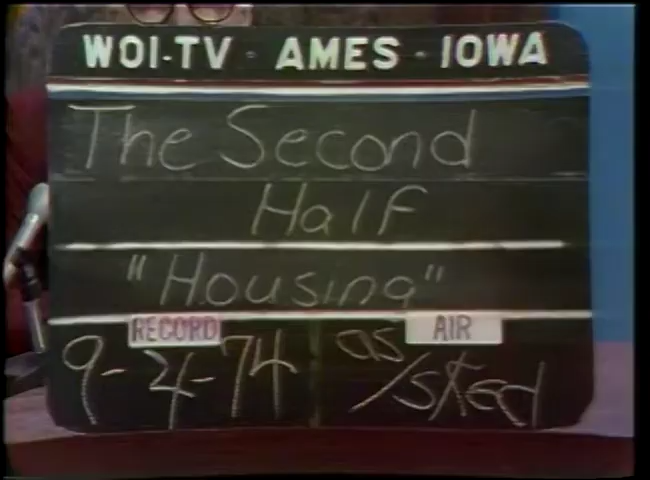 WOI-TV - AMES - IOWA
The Second
Half
"Housing"
RECORD AIR
9-4-74 as
/sked